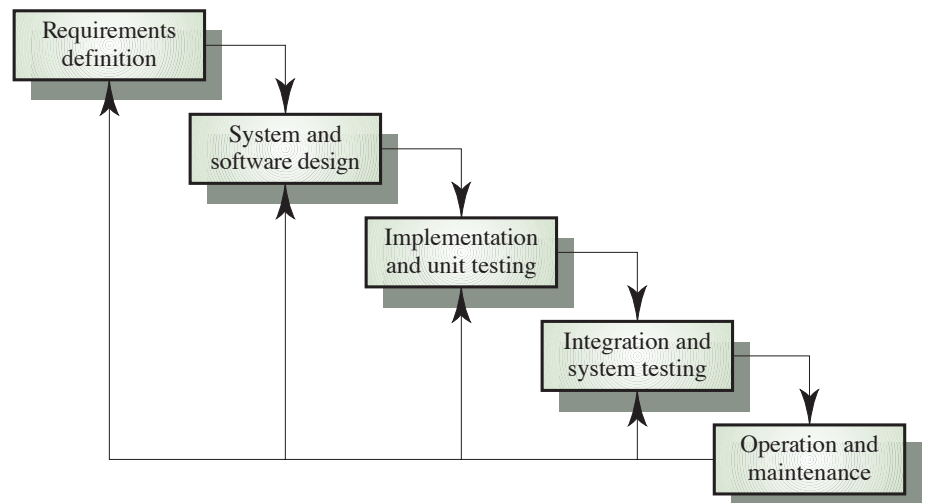 Requirements
definition
System and
software design
Implementation
and unit testing
Integration and
system testing
Operation and
maintenance